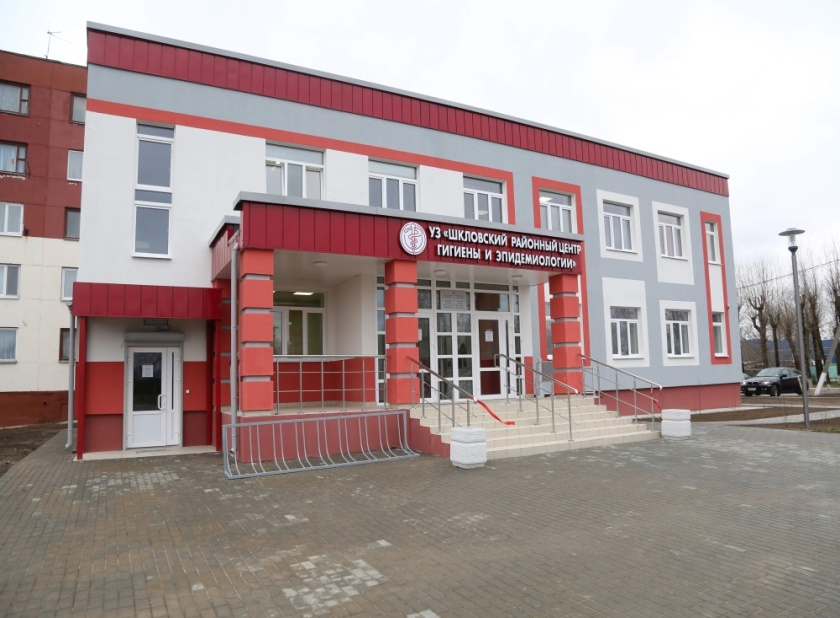 УЗ «ШКЛОВСКИЙ РАЙОННЫЙ ЦЕНТР
ГИГИЕНЫ И ЭПИДЕМИОЛОГИИ»